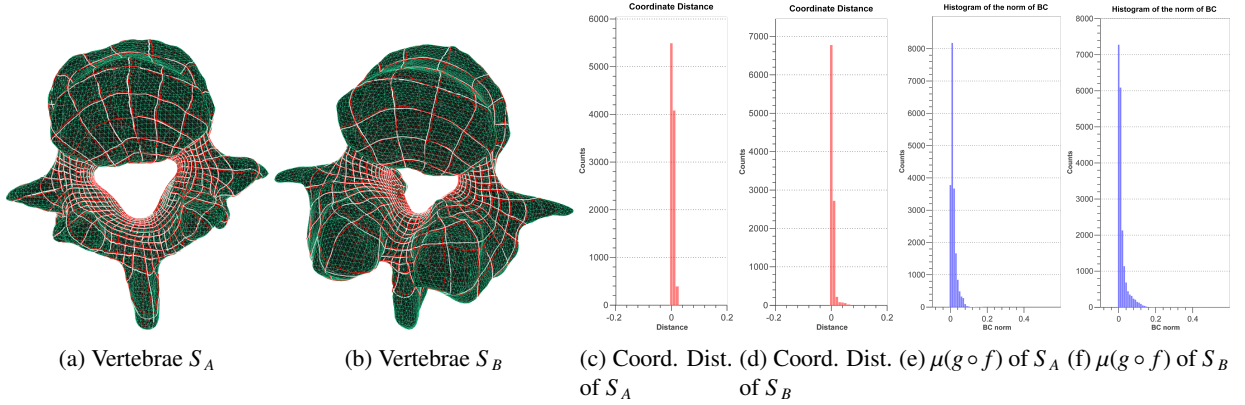 Coordinate Distance
6000
5000
4000
3000
2000
1000
0
-0.2
0
0.2
Counts
Distance
Coordinate Distance
7000
6000
5000
4000
3000
2000
1000
0
-0.2
0
0.2
Counts
Distance
Histogram of the norm of BC
8000
7000
6000
5000
4000
3000
2000
1000
0
0
0.2
0.4
Counts
BC norm
Histogram of the norm of BC
8000
7000
6000
5000
4000
3000
2000
1000
0
0
0.2
0.4
Counts
BC norm
(a) Vertebrae S_A
(b) Vertebrae S_B
(c) Coord. Dist. of S_A
(d) Coord. Dist. of S_B
(e) μ(g ∘ f) of S_A
(f) μ(g ∘ f) of S_B